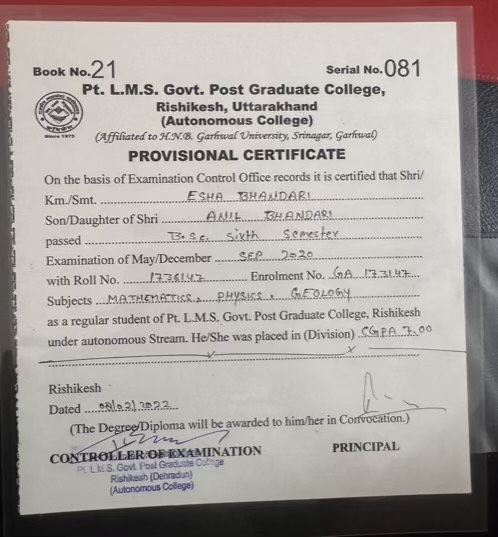 Book No.21 Serial No.081
Pt. L.M.S. Govt. Post Graduate College,
Rishikesh, Uttarakhand
(Autonomous College)
(Affiliated to H.N.B. Garhwal University, Srinagar, Garhwal)
Since 1973
PROVISIONAL CERTIFICATE
On the basis of Examination Control Office records it is certified that Shri/
Km./Smt. ESHA BHANDARI
Son/Daughter of Shri ANIL BHANDARI
passed B.Sc. Sixth Semester
Examination of May/December SEP 2020
with Roll No. 1736147 Enrolment No. GA 173147
Subjects MATHEMATICS, PHYSICS, GEOLOGY
as a regular student of Pt. L.M.S. Govt. Post Graduate College, Rishikesh
under autonomous Stream. He/She was placed in (Division) CGPA 7.00
Rishikesh
Dated 08/02/2022
(The Degree/Diploma will be awarded to him/her in Convocation.)
CONTROLLER OF EXAMINATION PRINCIPAL
Pt. L.M.S. Govt. Post Graduate College
Rishikesh (Dehradun)
(Autonomous College)